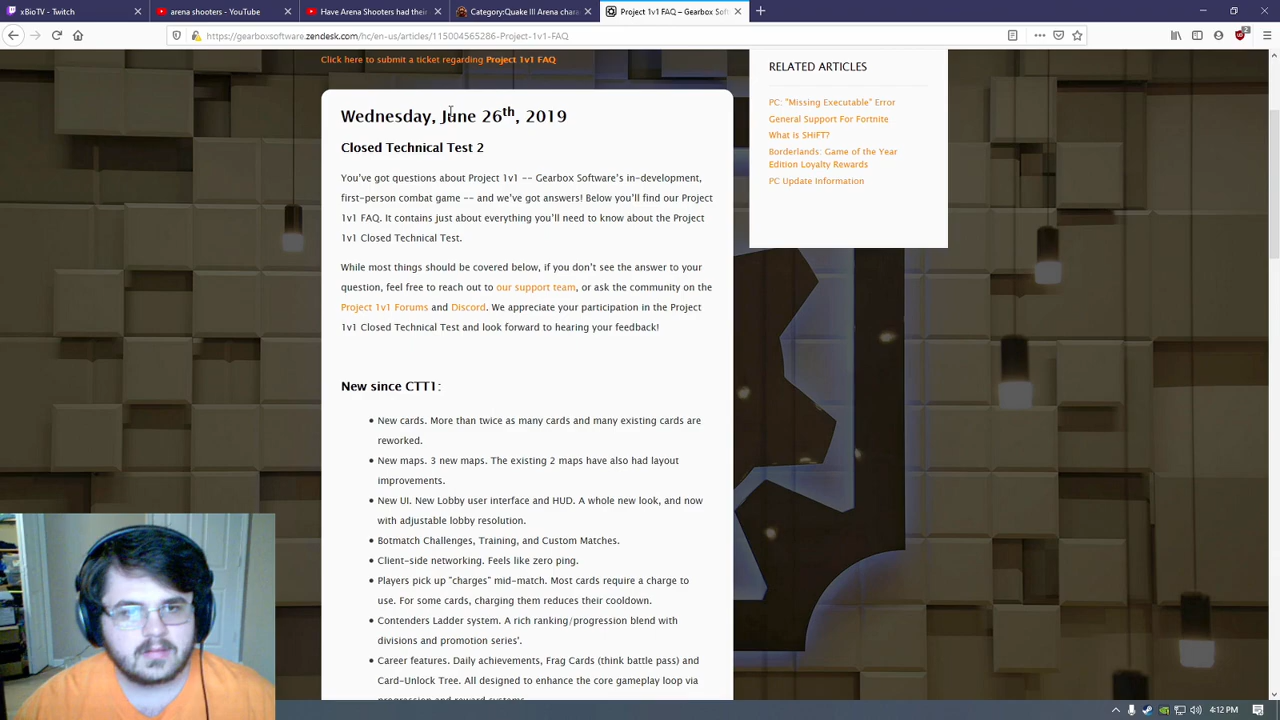 xBioTV - Twitch
arena shooters - YouTube
Have Arena Shooters
Category:Quake III Arena chara
Project 1v1 FAQ – Gearbox Soft
https://gearboxsoftware.zendesk.com/hc/en-us/articles/115004565286-Project-1v1-FAQ
Click here to submit a ticket regarding Project 1v1 FAQ
Wednesday, June 26th, 2019
Closed Technical Test 2
You’ve got questions about Project 1v1 -- Gearbox Software’s in-development,
first-person combat game -- and we’ve got answers! Below you’ll find our Project
1v1 FAQ. It contains just about everything you’ll need to know about the Project
1v1 Closed Technical Test.
While most things should be covered below, if you don’t see the answer to your
question, feel free to reach out to our support team, or ask the community on the
Project 1v1 Forums and Discord. We appreciate your participation in the Project
1v1 Closed Technical Test and look forward to hearing your feedback!
New since CTT1:
New cards. More than twice as many cards and many existing cards are
reworked.
New maps. 3 new maps. The existing 2 maps have also had layout
improvements.
New UI. New Lobby user interface and HUD. A whole new look, and now
with adjustable lobby resolution.
Botmatch Challenges, Training, and Custom Matches.
Client-side networking. Feels like zero ping.
Players pick up "charges" mid-match. Most cards require a charge to
use. For some cards, charging them reduces their cooldown.
Contenders Ladder system. A rich ranking/progression blend with
divisions and promotion series'.
Career features. Daily achievements, Frag Cards (think battle pass) and
Card-Unlock Tree. All designed to enhance the core gameplay loop via
progression and reward systems.
RELATED ARTICLES
PC: "Missing Executable" Error
General Support For Fortnite
What is SHiFT?
Borderlands: Game of the Year
Edition Loyalty Rewards
PC Update Information
4:12 PM